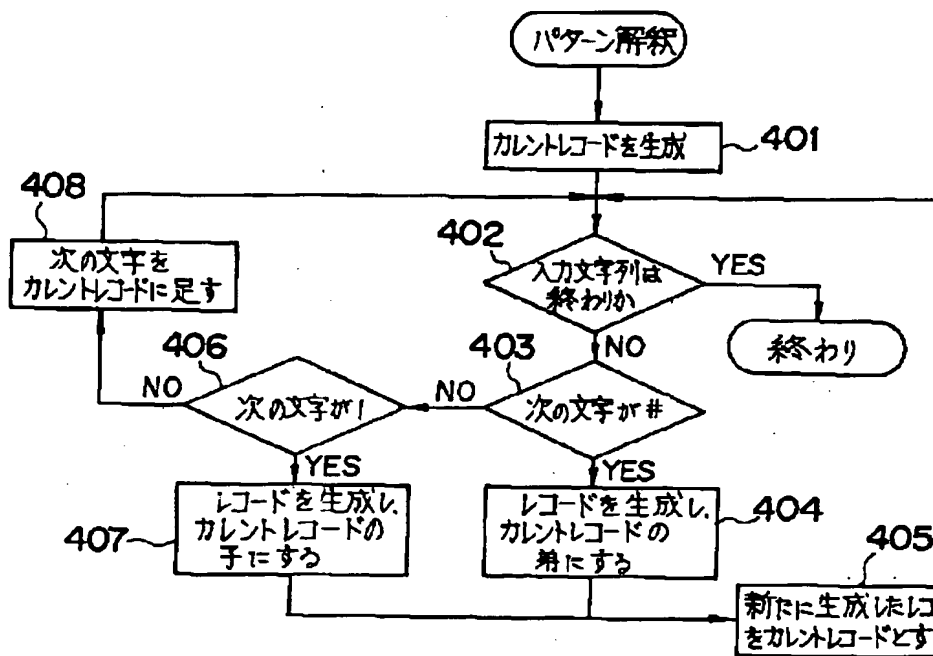 パターン解釈
カレントレコードを生成
401
408
次の文字を
カレントレコードに足す
402
入力文字列は
終わりか
YES
終わり
NO
406
403
NO
次の文字が！
NO
次の文字が＃
YES
YES
407
レコードを生成し、
カレントレコードの
子にする
レコードを生成し、
カレントレコードの
弟にする
404
405
新たに生成したレコ
をカレントレコードとす